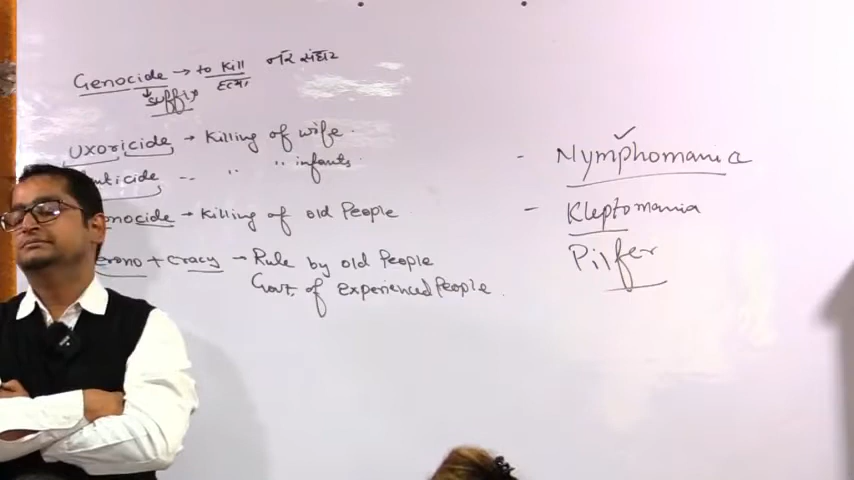 Genocide → to Kill नर संहार
suffix हत्या
Uxoricide → Killing of wife.
nticide -- " " infants.
nocide → Killing of old People
erono + cracy → Rule by old People
Govt. of experienced People.
- Nymphomania
- Kleptomania
Pilfer